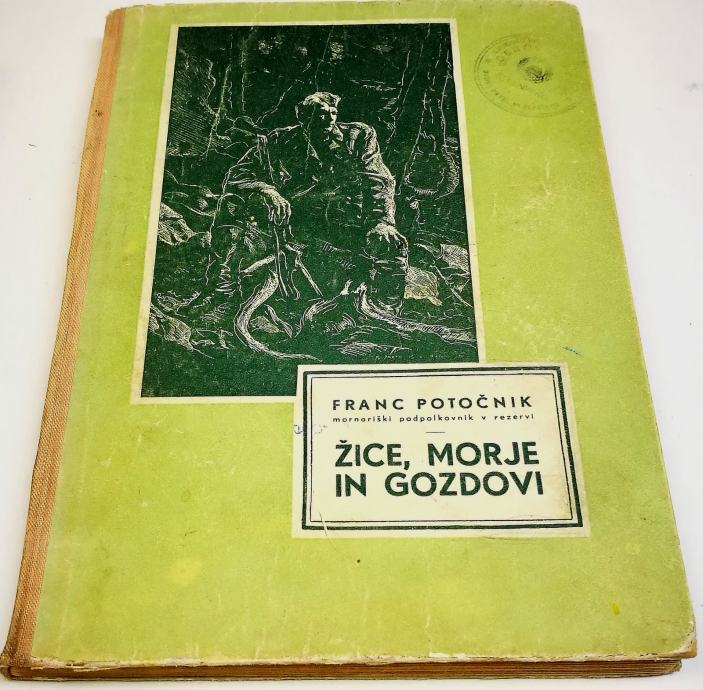 FRANC POTOČNIK
mornariški podpolkovnik v rezervi
ŽICE, MORJE
IN GOZDOVI